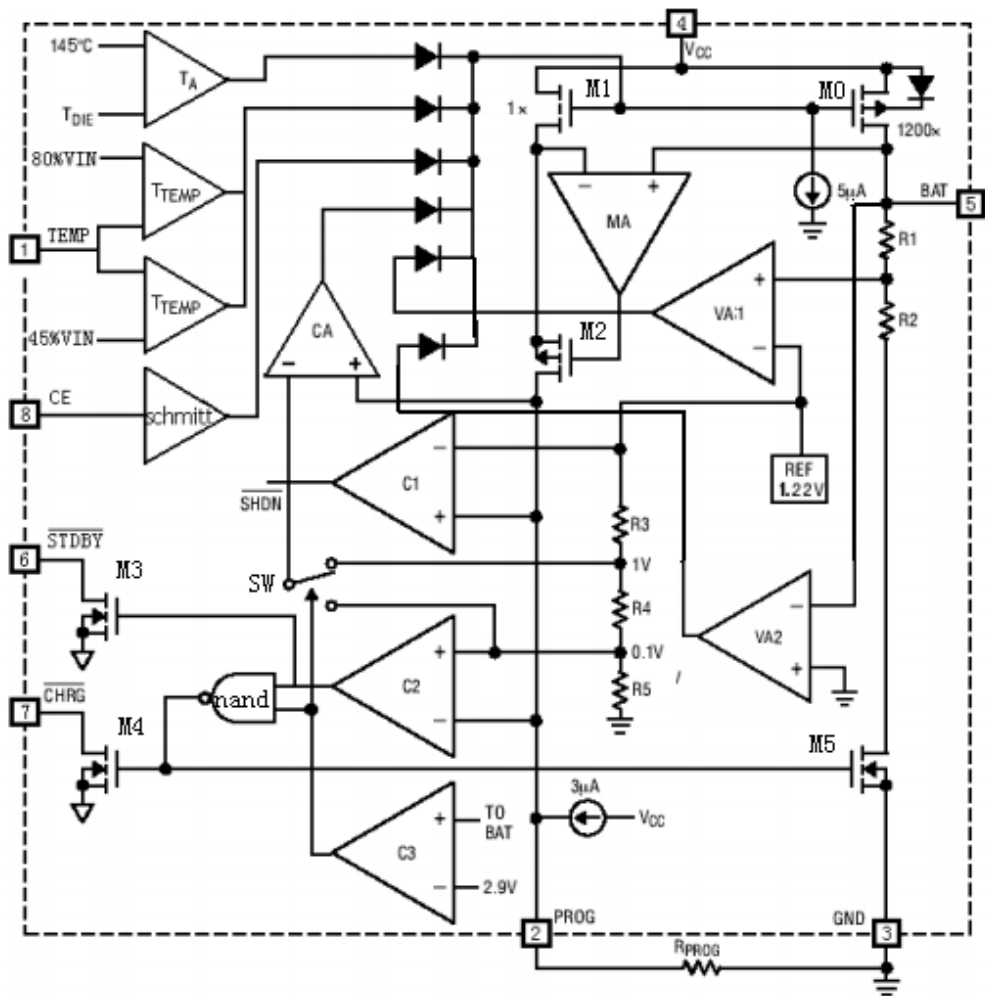 4
VCC
145°C
TA
TDIE
M1
1×
M0
1200×
80%VIN
TTEMP
1
TEMP
TTEMP
45%VIN
−
+
MA
5μA
BAT
5
R1
R2
+
VA:1
−
CA
−
+
M2
8
CE
schmitt
REF
1.22V
C1
−
+
SHDN
R3
1V
R4
0.1V
R5
SW
6
STDBY
M3
C2
+
−
nand
VA2
−
+
/
7
CHRG
M4
M5
C3
+
−
TO
BAT
2.9V
3μA
VCC
2
PROG
GND
3
RPROG